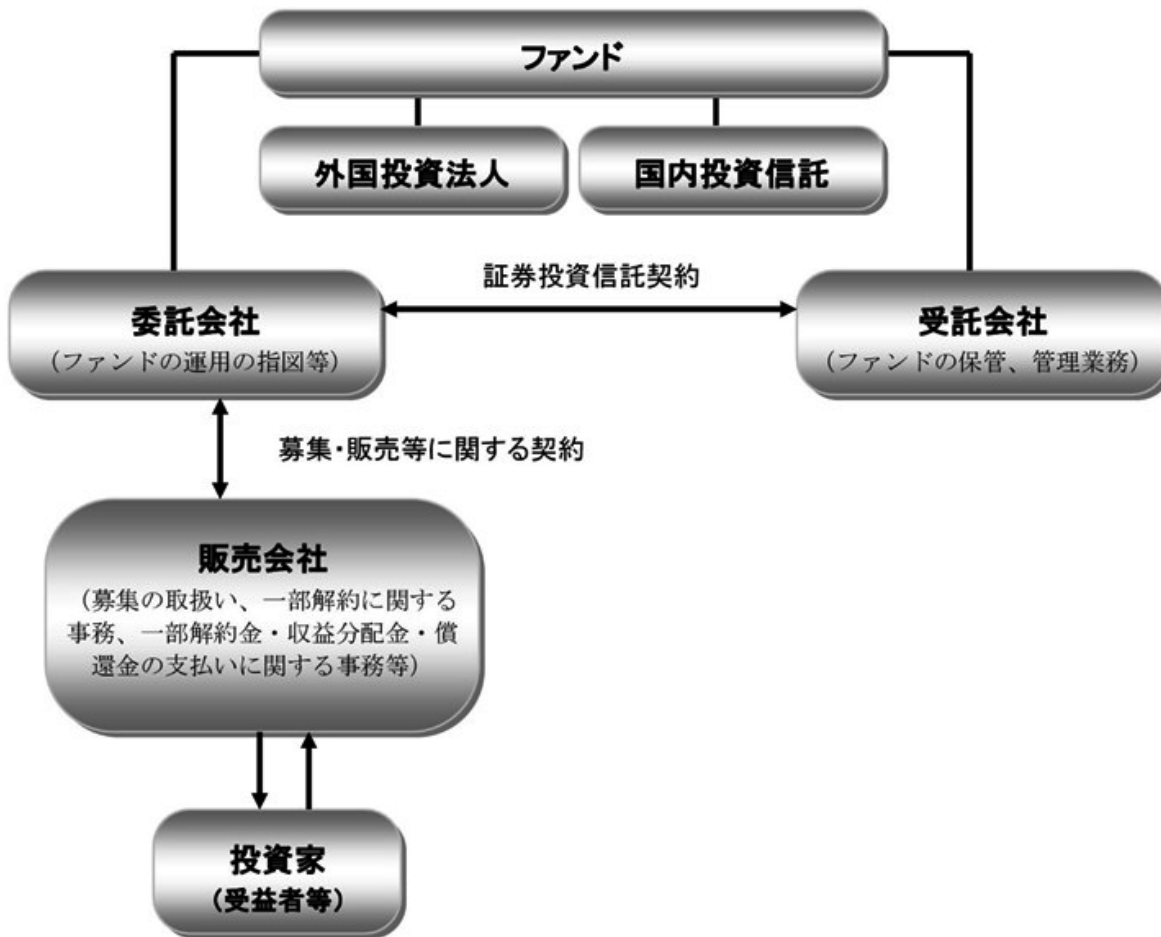 ファンド
外国投資法人
国内投資信託
証券投資信託契約
委託会社
（ファンドの運用の指図等）
受託会社
（ファンドの保管、管理業務）
募集・販売等に関する契約
販売会社
（募集の取扱い、一部解約に関する
事務、一部解約金・収益分配金・償
還金の支払いに関する事務等）
投資家
（受益者等）